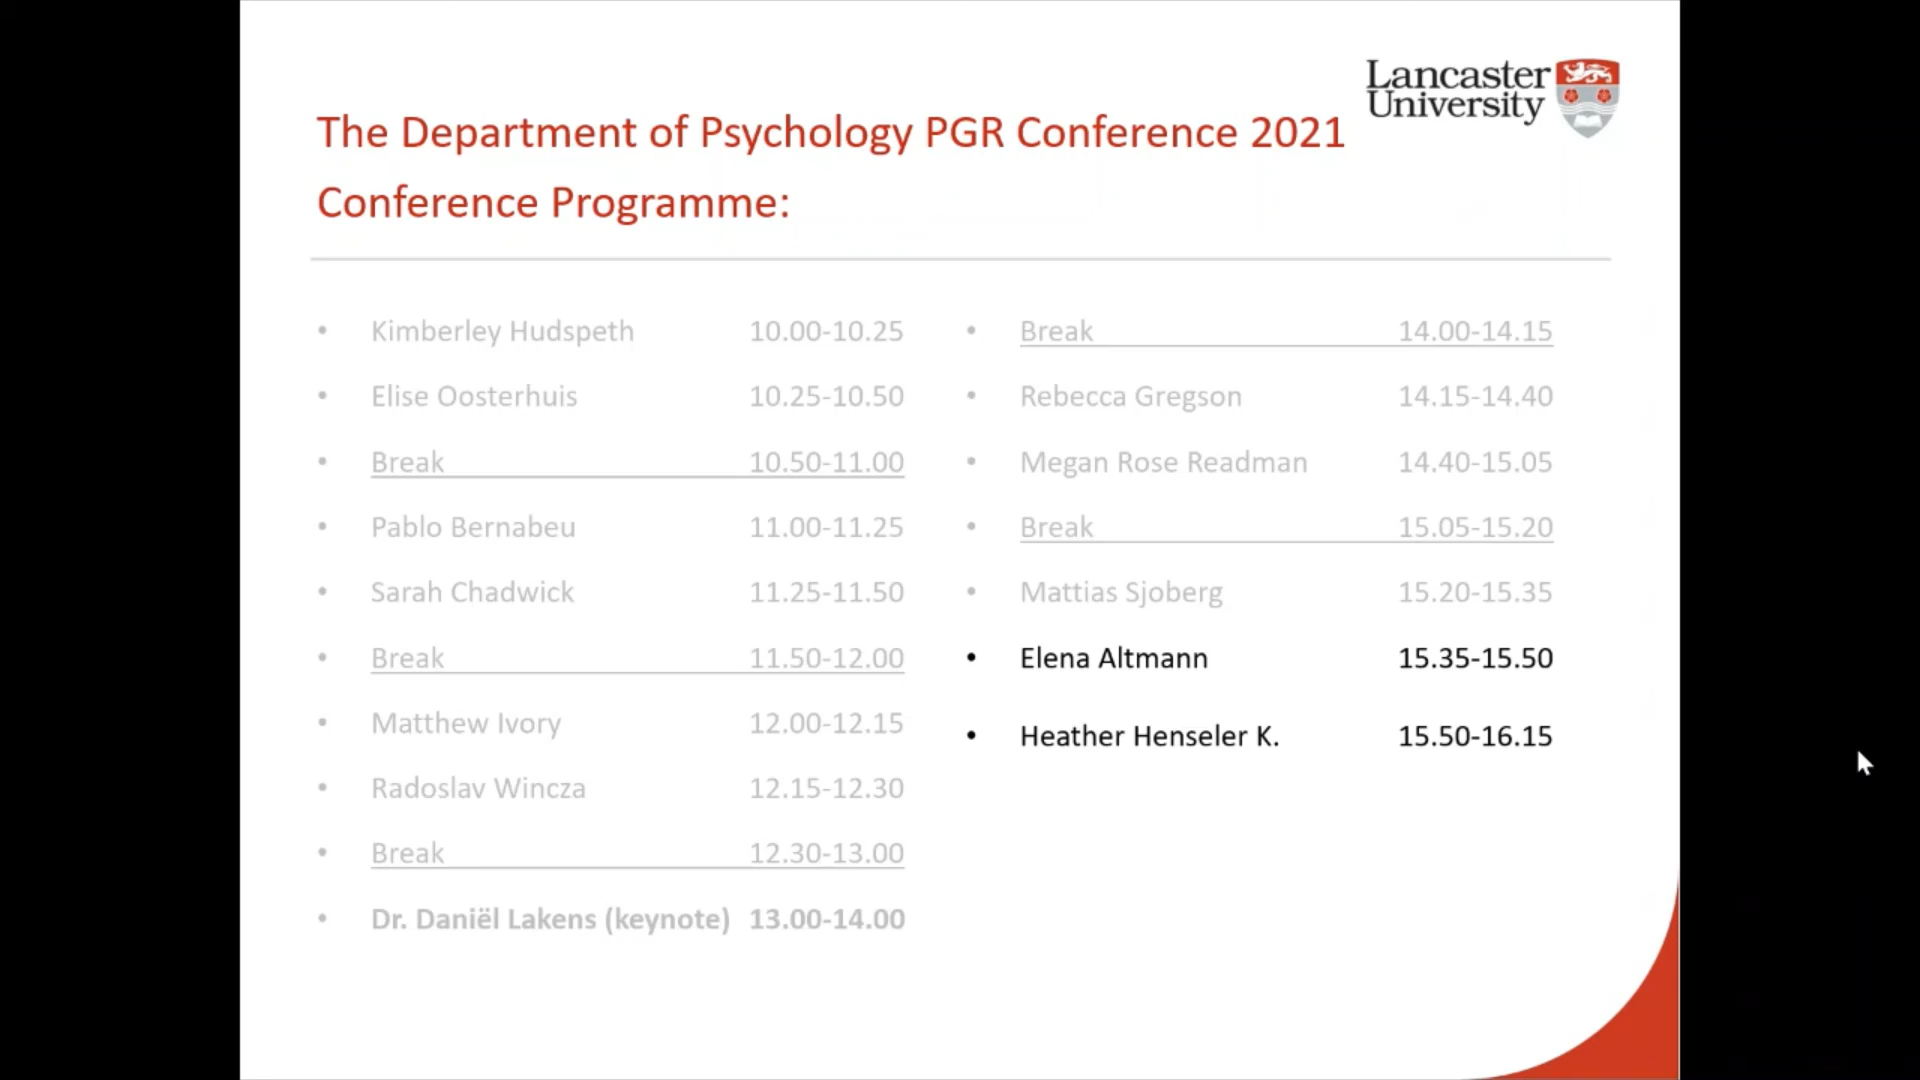 Lancaster
University
The Department of Psychology PGR Conference 2021
Conference Programme:
• Kimberley Hudspeth 10.00-10.25
• Elise Oosterhuis 10.25-10.50
• Break 10.50-11.00
• Pablo Bernabeu 11.00-11.25
• Sarah Chadwick 11.25-11.50
• Break 11.50-12.00
• Matthew Ivory 12.00-12.15
• Radoslav Wincza 12.15-12.30
• Break 12.30-13.00
• Dr. Daniël Lakens (keynote) 13.00-14.00
• Break 14.00-14.15
• Rebecca Gregson 14.15-14.40
• Megan Rose Readman 14.40-15.05
• Break 15.05-15.20
• Mattias Sjoberg 15.20-15.35
• Elena Altmann 15.35-15.50
• Heather Henseler K. 15.50-16.15